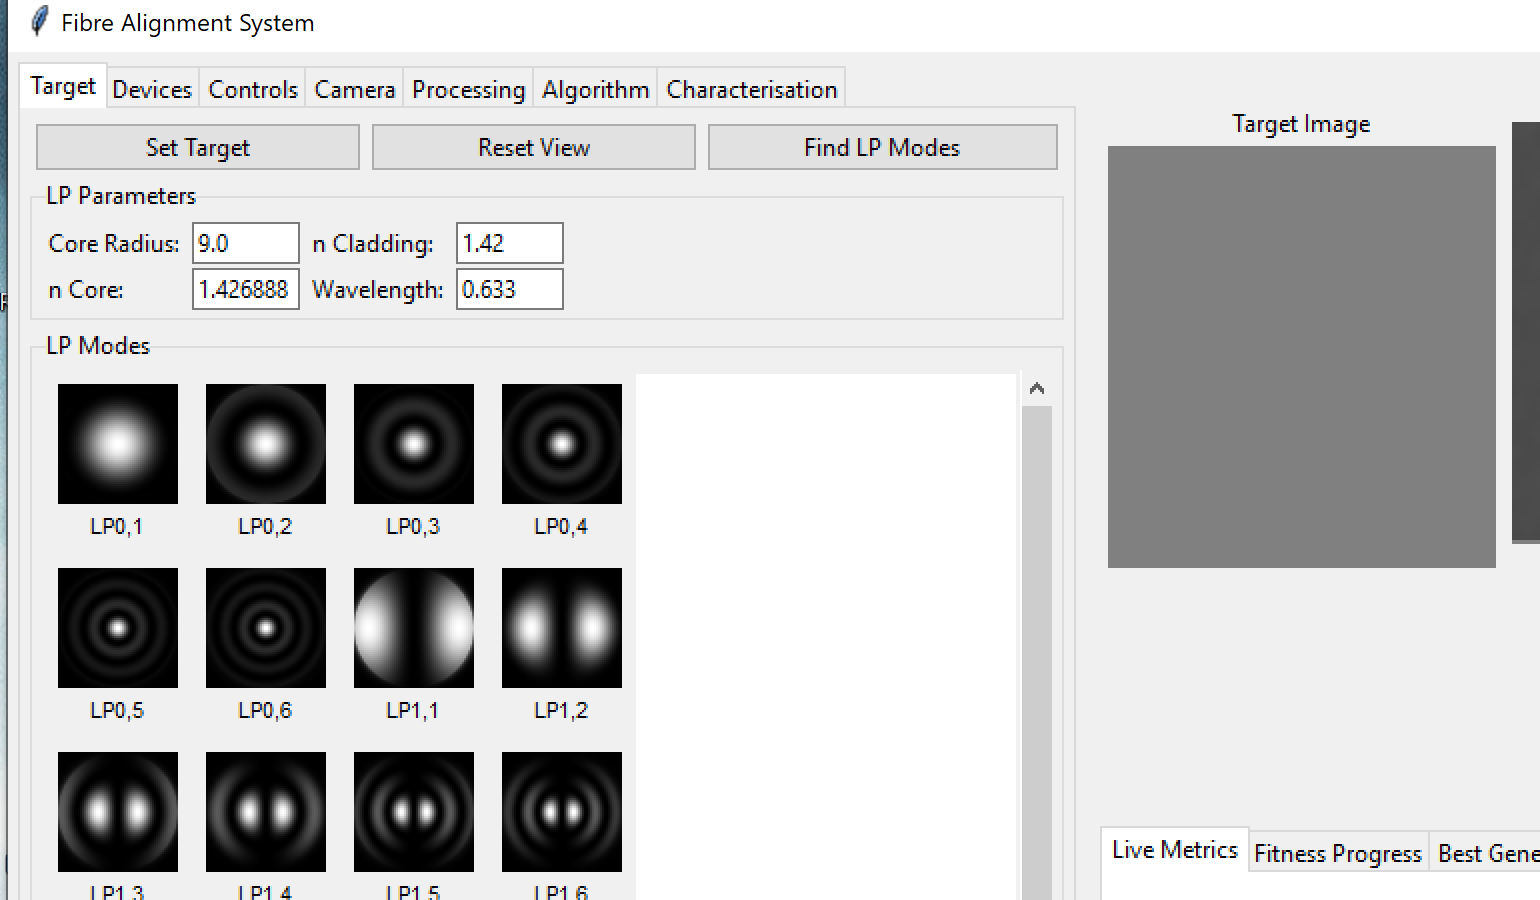 Fibre Alignment System
Target Devices Controls Camera Processing Algorithm Characterisation
Set Target Reset View Find LP Modes
Target Image
LP Parameters
Core Radius: 9.0 n Cladding: 1.42
n Core: 1.426888 Wavelength: 0.633
LP Modes
LP0,1 LP0,2 LP0,3 LP0,4
LP0,5 LP0,6 LP1,1 LP1,2
LP1,3 LP1,4 LP1,5 LP1,6
Live Metrics Fitness Progress Best Gene